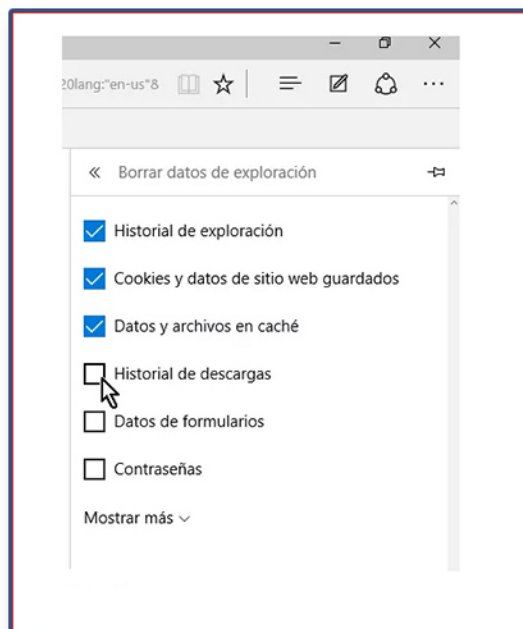 20lang:"en-us"&
Borrar datos de exploración
Historial de exploración
Cookies y datos de sitio web guardados
Datos y archivos en caché
Historial de descargas
Datos de formularios
Contraseñas
Mostrar más